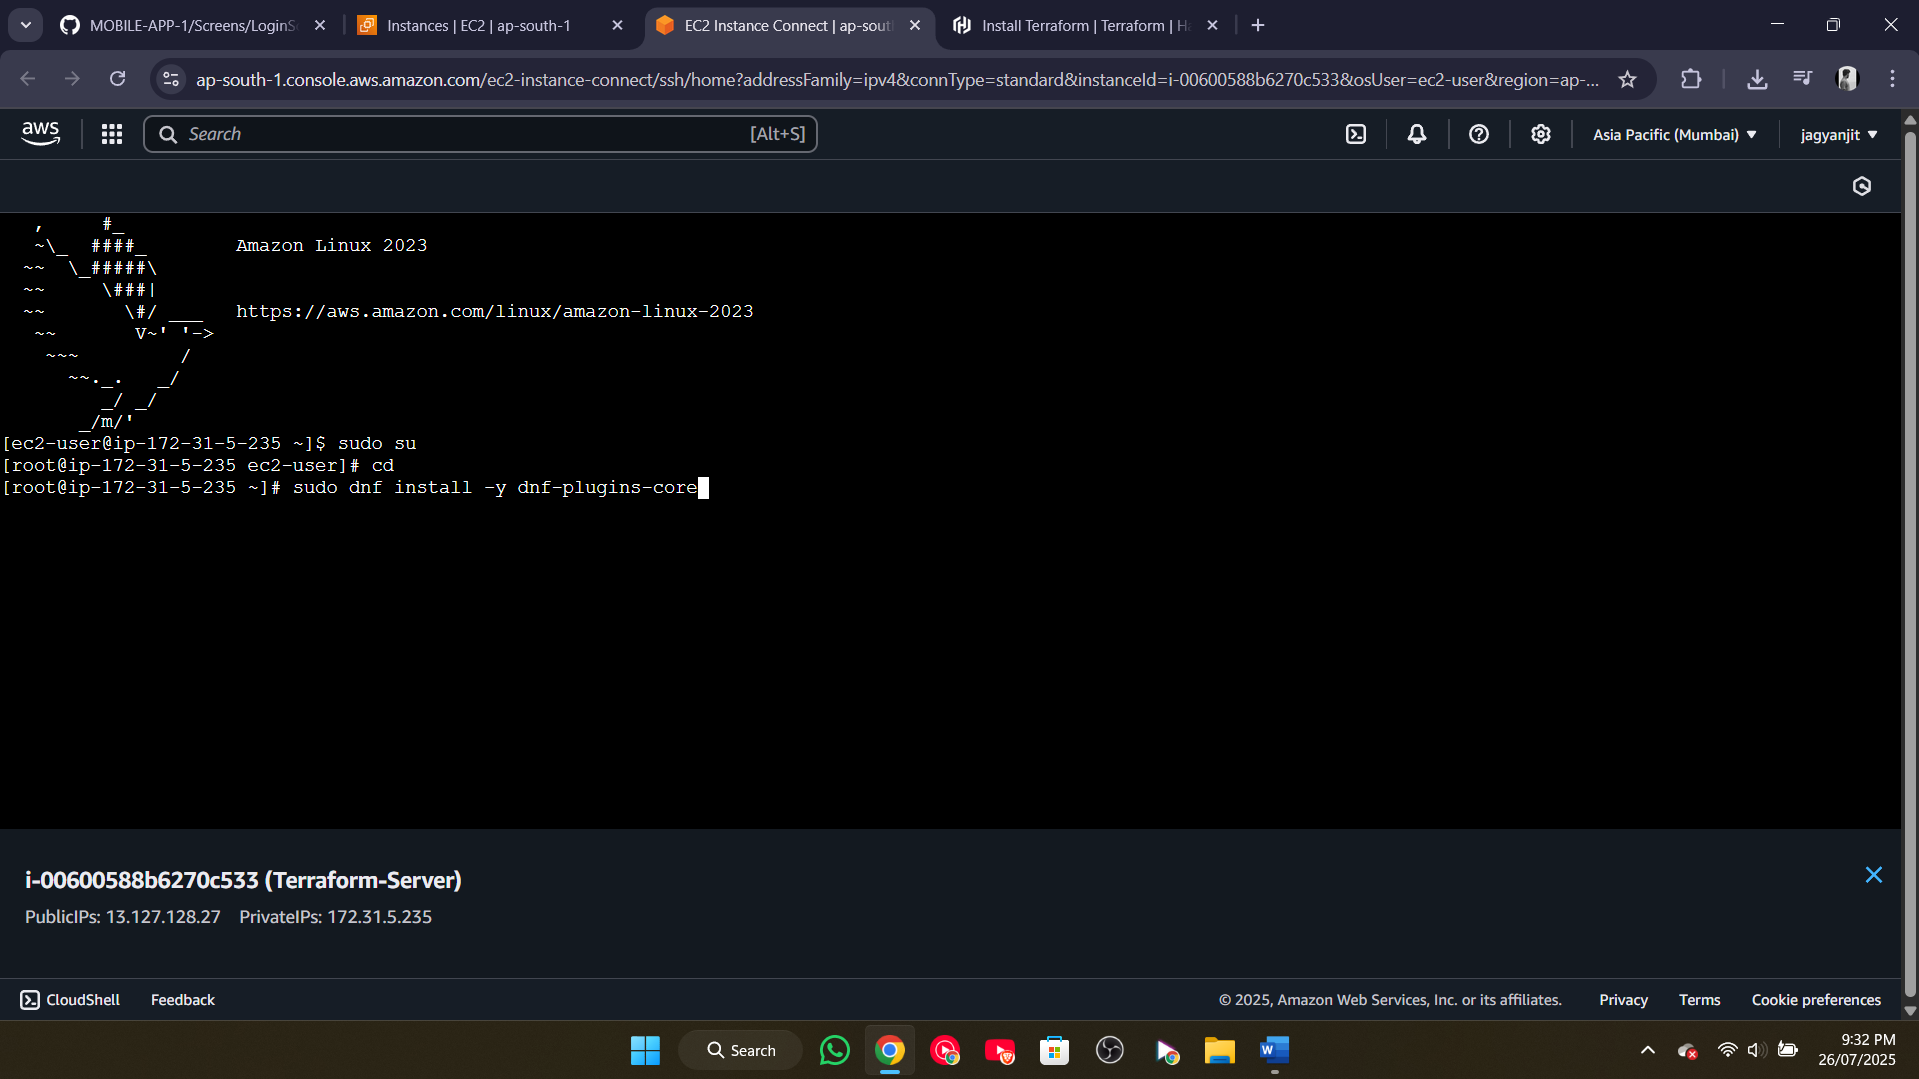 MOBILE-APP-1/Screens/LoginSc
Instances | EC2 | ap-south-1
EC2 Instance Connect | ap-sout
Install Terraform | Terraform | Ha
ap-south-1.console.aws.amazon.com/ec2-instance-connect/ssh/home?addressFamily=ipv4&connType=standard&instanceId=i-00600588b6270c533&osUser=ec2-user&region=ap-...
aws
Search
[Alt+S]
Asia Pacific (Mumbai)
jagyanjit
   ,     #_
   ~\_  ####_        Amazon Linux 2023
  ~~  \_#####\
  ~~     \###|
  ~~       \#/ ___   https://aws.amazon.com/linux/amazon-linux-2023
   ~~       V~' '->
    ~~~         /
      ~~._.   _/
         _/ _/
       _/m/'
[ec2-user@ip-172-31-5-235 ~]$ sudo su
[root@ip-172-31-5-235 ec2-user]# cd
[root@ip-172-31-5-235 ~]# sudo dnf install -y dnf-plugins-core
i-00600588b6270c533 (Terraform-Server)
PublicIPs: 13.127.128.27 PrivateIPs: 172.31.5.235
CloudShell
Feedback
© 2025, Amazon Web Services, Inc. or its affiliates.
Privacy
Terms
Cookie preferences
Search
9:32 PM
26/07/2025